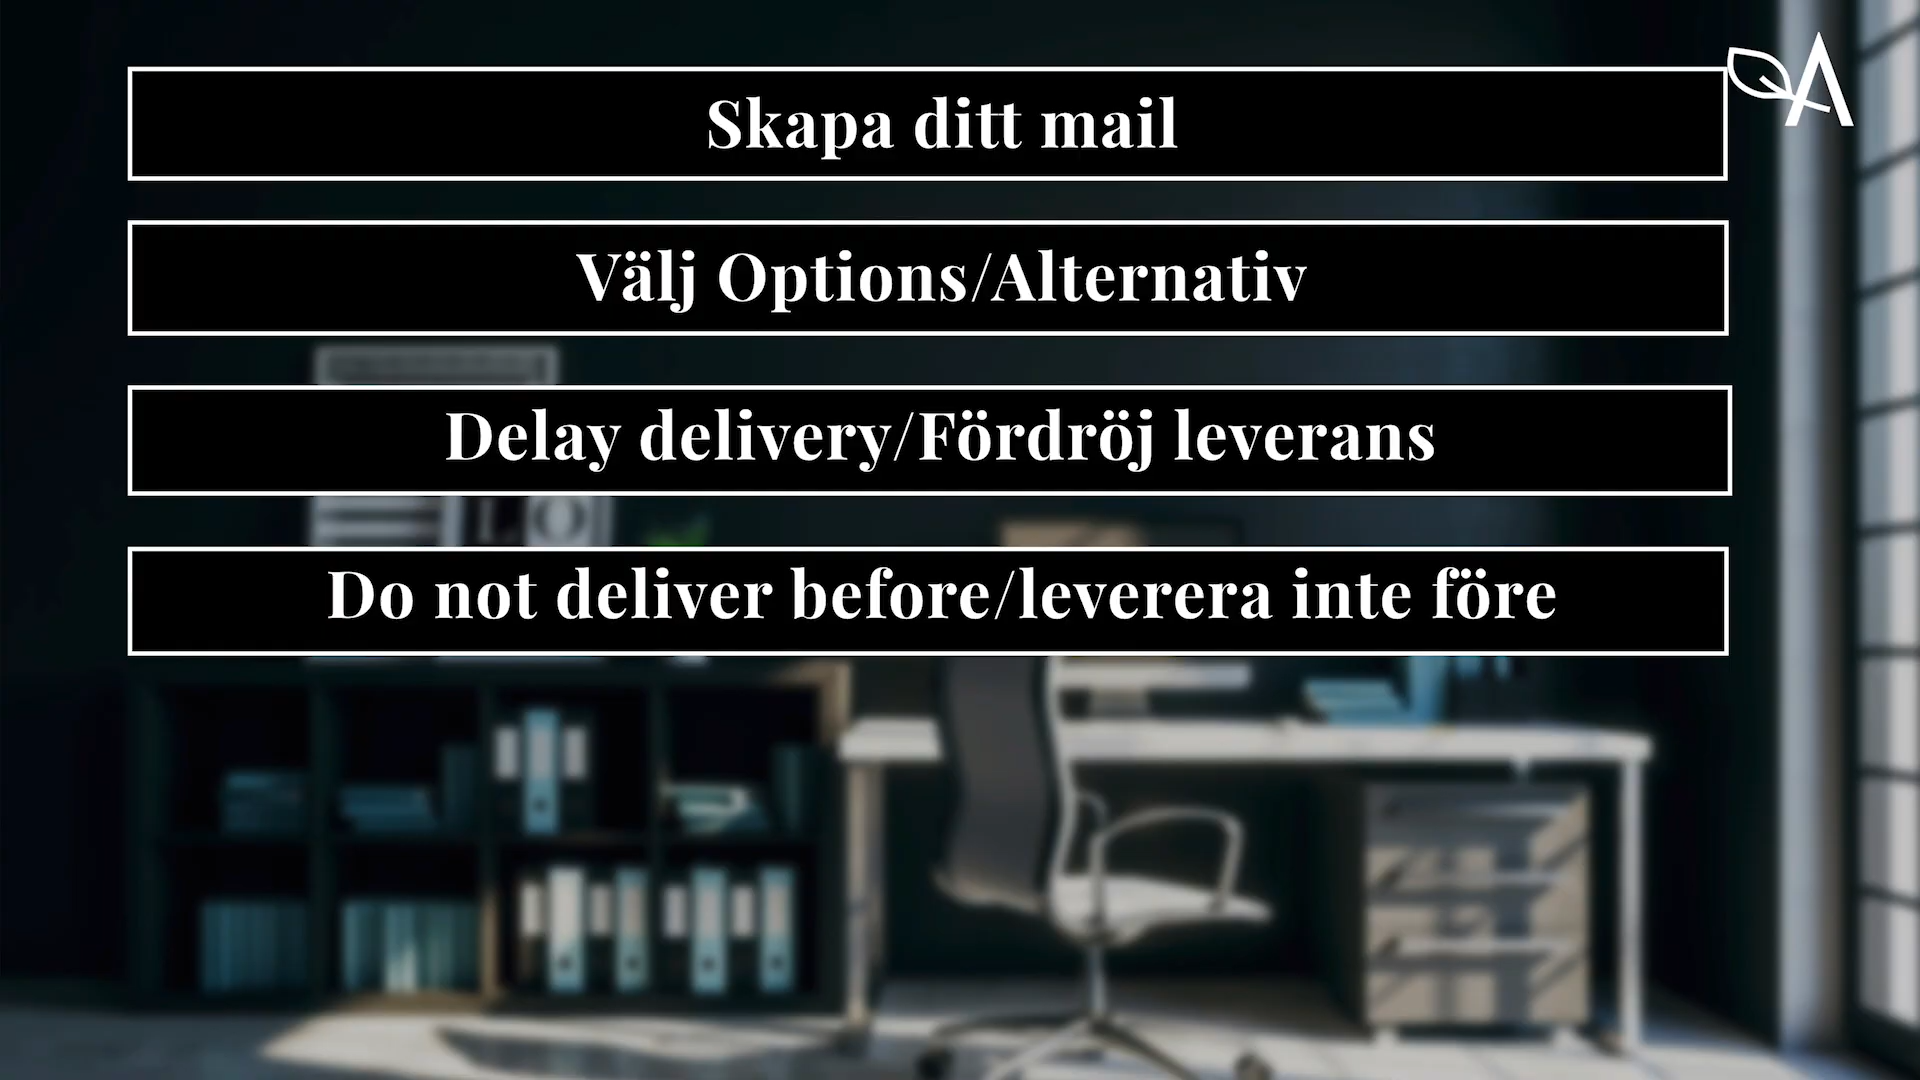 Skapa ditt mail
Välj Options/Alternativ
Delay delivery/Fördröj leverans
Do not deliver before/leverera inte före